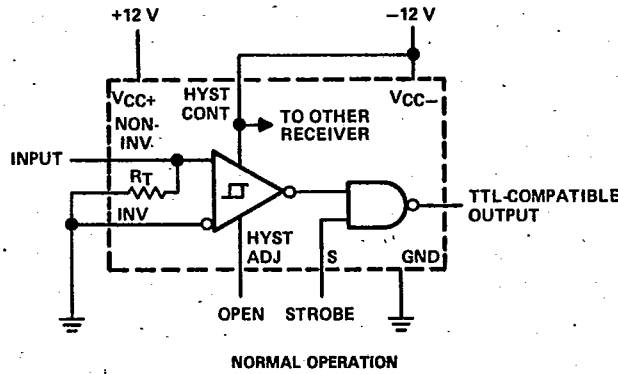 +12 V
−12 V
VCC+
HYST
CONT
VCC−
NON-
INV
TO OTHER
RECEIVER
INPUT
RT
INV
HYST
ADJ
S
GND
TTL-COMPATIBLE
OUTPUT
OPEN
STROBE
NORMAL OPERATION